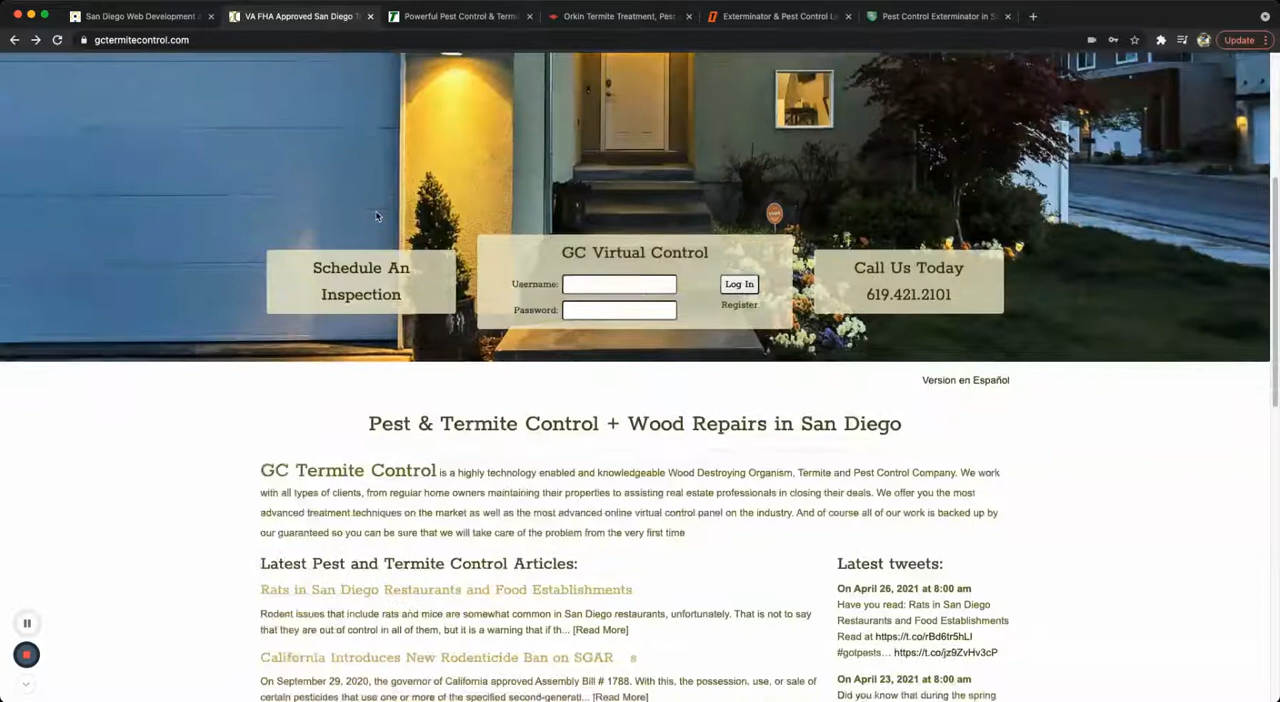 San Diego Web Development
VA FHA Approved San Diego T
Powerful Pest Control & Termi
Orkin Termite Treatment, Pest
Exterminator & Pest Control L
Pest Control Exterminator in S
gctermitecontrol.com
Update
Schedule An
Inspection
GC Virtual Control
Username:
Log In
Register
Password:
Call Us Today
619.421.2101
Version en Español
Pest & Termite Control + Wood Repairs in San Diego
GC Termite Control is a highly technology enabled and knowledgeable Wood Destroying Organism, Termite and Pest Control Company. We work
with all types of clients, from regular home owners maintaining their properties to assisting real estate professionals in closing their deals. We offer you the most
advanced treatment techniques on the market as well as the most advanced online virtual control panel on the industry. And of course all of our work is backed up by
our guaranteed so you can be sure that we will take care of the problem from the very first time
Latest Pest and Termite Control Articles:
Rats in San Diego Restaurants and Food Establishments
Rodent issues that include rats and mice are somewhat common in San Diego restaurants, unfortunately. That is not to say
that they are out of control in all of them, but it is a warning that if th... [Read More]
California Introduces New Rodenticide Ban on SGAR s
On September 29, 2020, the governor of California approved Assembly Bill # 1788. With this, the possession, use, or sale of
certain pesticides that use one or more of the specified second-generati... [Read More]
Latest tweets:
On April 26, 2021 at 8:00 am
Have you read: Rats in San Diego
Restaurants and Food Establishments
Read at https://t.co/rBd6tr5hLI
#gotpests… https://t.co/jz9ZvHv3cP
On April 23, 2021 at 8:00 am
Did you know that during the spring